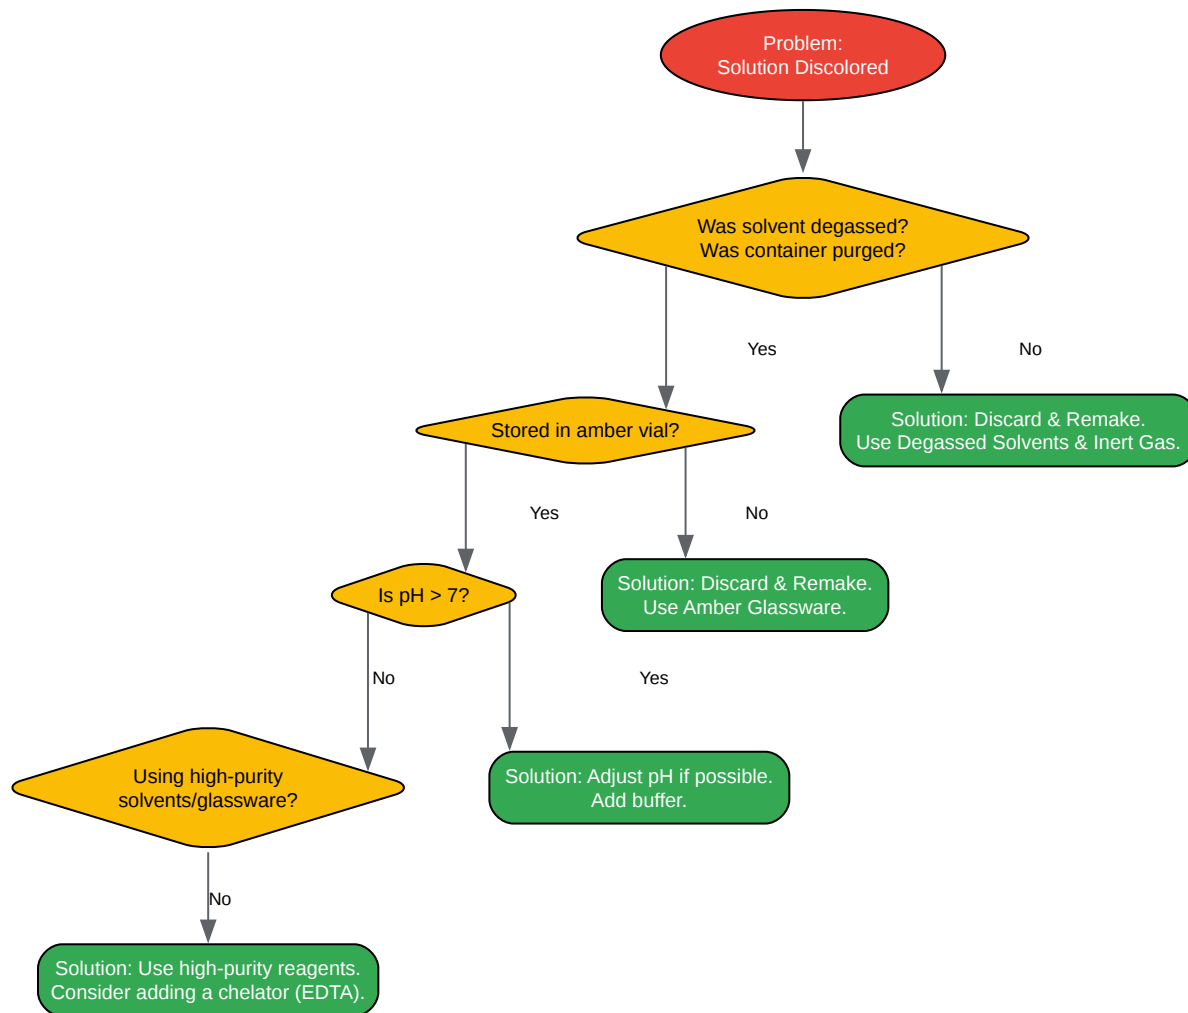 Problem:
Solution Discolored
Was solvent degassed?
Was container purged?
Yes
No
Solution: Discard & Remake.
Use Degassed Solvents & Inert Gas.
Stored in amber vial?
Yes
No
Solution: Discard & Remake.
Use Amber Glassware.
Is pH > 7?
No
Yes
Using high-purity
solvents/glassware?
Solution: Adjust pH if possible.
Add buffer.
No
Solution: Use high-purity reagents.
Consider adding a chelator (EDTA).